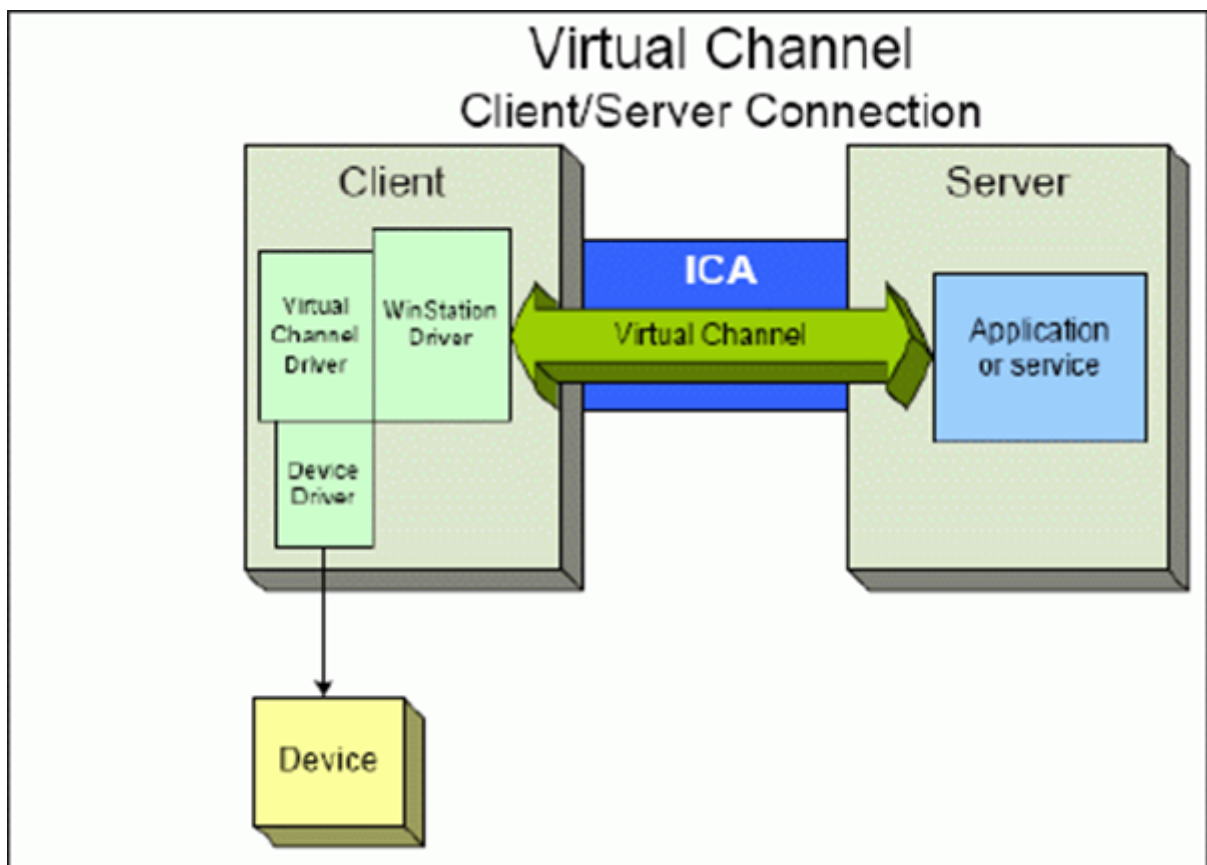 Virtual Channel
Client/Server Connection
Client
Server
ICA
Virtual
Channel
Driver
WinStation
Driver
Virtual Channel
Application
or service
Device
Driver
Device